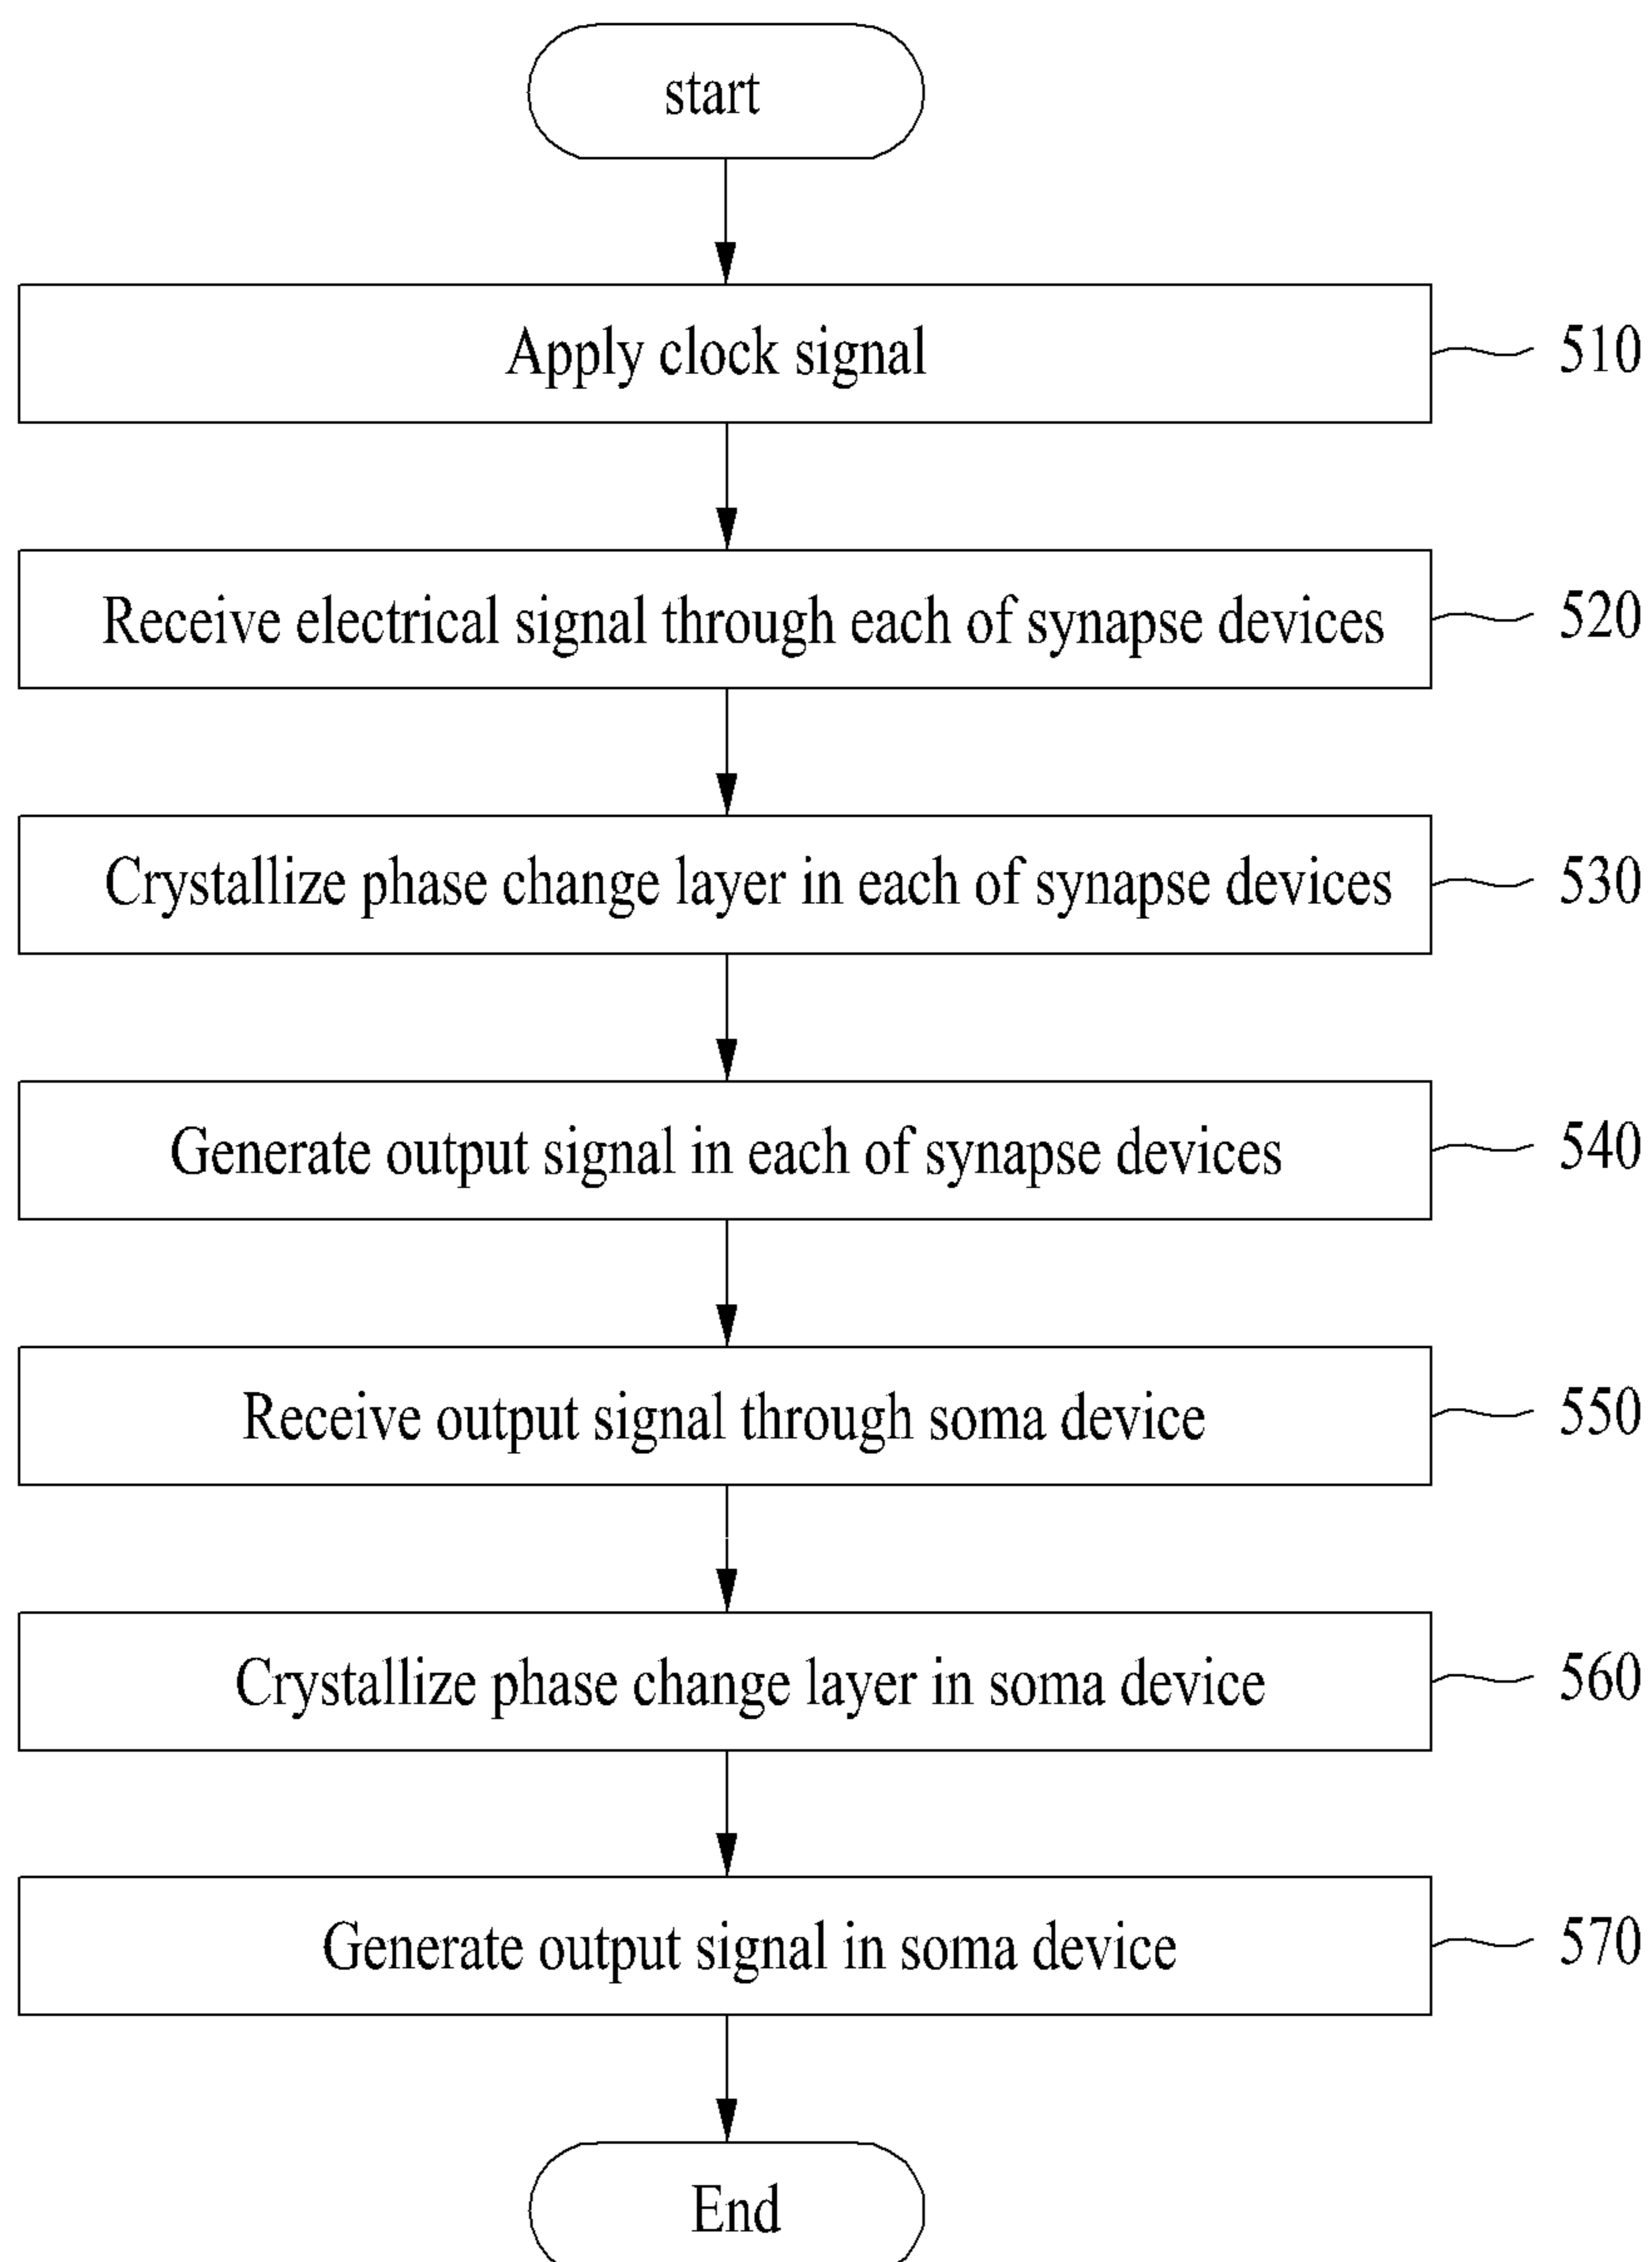 start
Apply clock signal
510
Receive electrical signal through each of synapse devices
520
Crystallize phase change layer in each of synapse devices
530
Generate output signal in each of synapse devices
540
Receive output signal through soma device
550
Crystallize phase change layer in soma device
560
Generate output signal in soma device
570
End